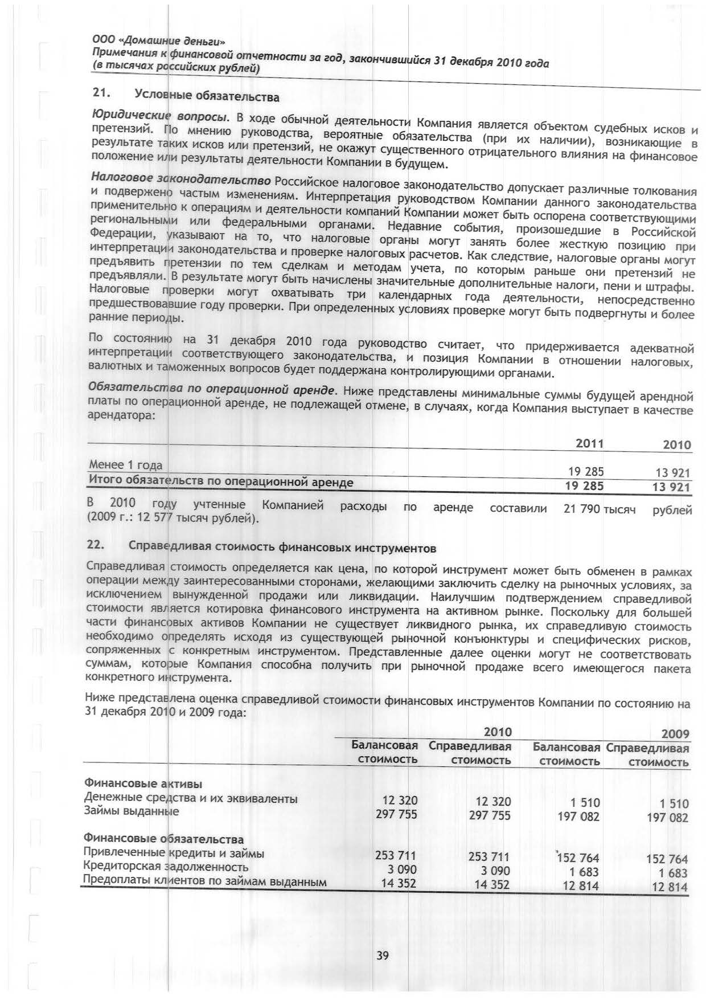 ООО «Домашние деньги»
Примечания к финансовой отчетности за год, закончившийся 31 декабря 2010 года
(в тысячах российских рублей)
21. Условные обязательства
Юридические вопросы. В ходе обычной деятельности Компания является объектом судебных исков и
претензий. По мнению руководства, вероятные обязательства (при их наличии), возникающие в
результате таких исков или претензий, не окажут существенного отрицательного влияния на финансовое
положение или результаты деятельности Компании в будущем.
Налоговое законодательство Российское налоговое законодательство допускает различные толкования
и подвержено частым изменениям. Интерпретация руководством Компании данного законодательства
применительно к операциям и деятельности компаний Компании может быть оспорена соответствующими
региональными или федеральными органами. Недавние события, произошедшие в Российской
Федерации, указывают на то, что налоговые органы могут занять более жесткую позицию при
интерпретации законодательства и проверке налоговых расчетов. Как следствие, налоговые органы могут
предъявить претензии по тем сделкам и методам учета, по которым раньше они претензий не
предъявляли. В результате могут быть начислены значительные дополнительные налоги, пени и штрафы.
Налоговые проверки могут охватывать три календарных года деятельности, непосредственно
предшествовавшие году проверки. При определенных условиях проверке могут быть подвергнуты и более
ранние периоды.
По состоянию на 31 декабря 2010 года руководство считает, что придерживается адекватной
интерпретации соответствующего законодательства, и позиция Компании в отношении налоговых,
валютных и таможенных вопросов будет поддержана контролирующими органами.
Обязательства по операционной аренде. Ниже представлены минимальные суммы будущей арендной
платы по операционной аренде, не подлежащей отмене, в случаях, когда Компания выступает в качестве
арендатора:
2011 2010
Менее 1 года 19 285 13 921
Итого обязательств по операционной аренде 19 285 13 921
В 2010 году учтенные Компанией расходы по аренде составили 21 790 тысяч рублей
(2009 г.: 12 577 тысяч рублей).
22. Справедливая стоимость финансовых инструментов
Справедливая стоимость определяется как цена, по которой инструмент может быть обменен в рамках
операции между заинтересованными сторонами, желающими заключить сделку на рыночных условиях, за
исключением вынужденной продажи или ликвидации. Наилучшим подтверждением справедливой
стоимости является котировка финансового инструмента на активном рынке. Поскольку для большей
части финансовых активов Компании не существует ликвидного рынка, их справедливую стоимость
необходимо определять исходя из существующей рыночной конъюнктуры и специфических рисков,
сопряженных с конкретным инструментом. Представленные далее оценки могут не соответствовать
суммам, которые Компания способна получить при рыночной продаже всего имеющегося пакета
конкретного инструмента.
Ниже представлена оценка справедливой стоимости финансовых инструментов Компании по состоянию на
31 декабря 2010 и 2009 года:
2010 2009
Балансовая Справедливая Балансовая Справедливая
стоимость стоимость стоимость стоимость
Финансовые активы
Денежные средства и их эквиваленты 12 320 12 320 1 510 1 510
Займы выданные 297 755 297 755 197 082 197 082
Финансовые обязательства
Привлеченные кредиты и займы 253 711 253 711 152 764 152 764
Кредиторская задолженность 3 090 3 090 1 683 1 683
Предоплаты клиентов по займам выданным 14 352 14 352 12 814 12 814
39